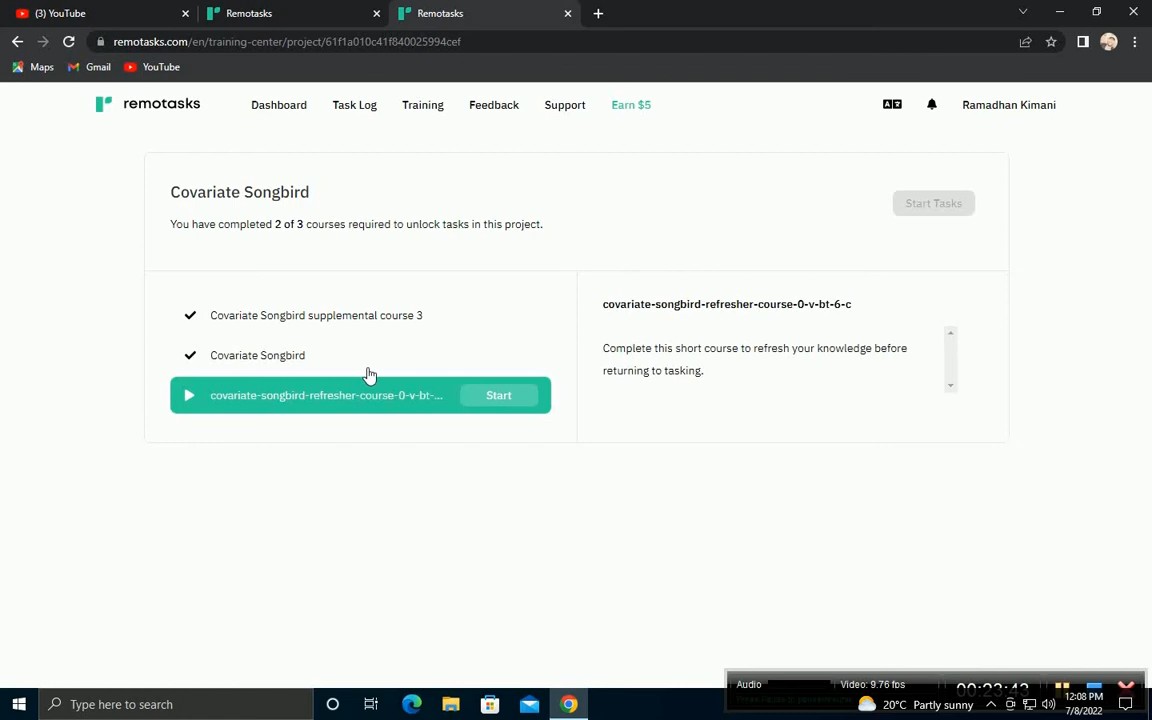 (3) YouTube
Remotasks
Remotasks
remotasks.com/en/training-center/project/61f1a010c41f840025994cef
Maps
Gmail
YouTube
remotasks
Dashboard
Task Log
Training
Feedback
Support
Earn $5
Ramadhan Kimani
Covariate Songbird
Start Tasks
You have completed 2 of 3 courses required to unlock tasks in this project.
Covariate Songbird supplemental course 3
covariate-songbird-refresher-course-0-v-bt-6-c
Covariate Songbird
Complete this short course to refresh your knowledge before
returning to tasking.
covariate-songbird-refresher-course-0-v-bt-...
Start
Audio
Video: 9.76 fps
00:23:43
Type here to search
20°C Partly sunny
12:08 PM
7/8/2022